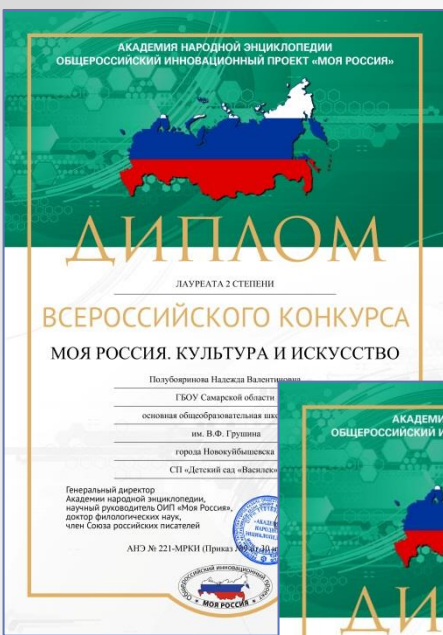 АКАДЕМИЯ НАРОДНОЙ ЭНЦИКЛОПЕДИИ
ОБЩЕРОССИЙСКИЙ ИННОВАЦИОННЫЙ ПРОЕКТ «МОЯ РОССИЯ»
ДИПЛОМ
ЛАУРЕАТА 2 СТЕПЕНИ
ВСЕРОССИЙСКОГО КОНКУРСА
МОЯ РОССИЯ. КУЛЬТУРА И ИСКУССТВО
Полубояринова Надежда Валентиновна
ГБОУ Самарской области
основная общеобразовательная
им. В.Ф. Грушина
города Новокуйбышевска
СП «Детский сад «Василек»
Генеральный директор
Академии народной энциклопедии,
научный руководитель ОИП «Моя Россия»,
доктор филологических наук,
член Союза российских писателей
АНЭ № 221-МРКИ (Приказ
МОЯ РОССИЯ
АКАДЕМИ
ОБЩЕРОССИЙСКИЙ И
ДИ